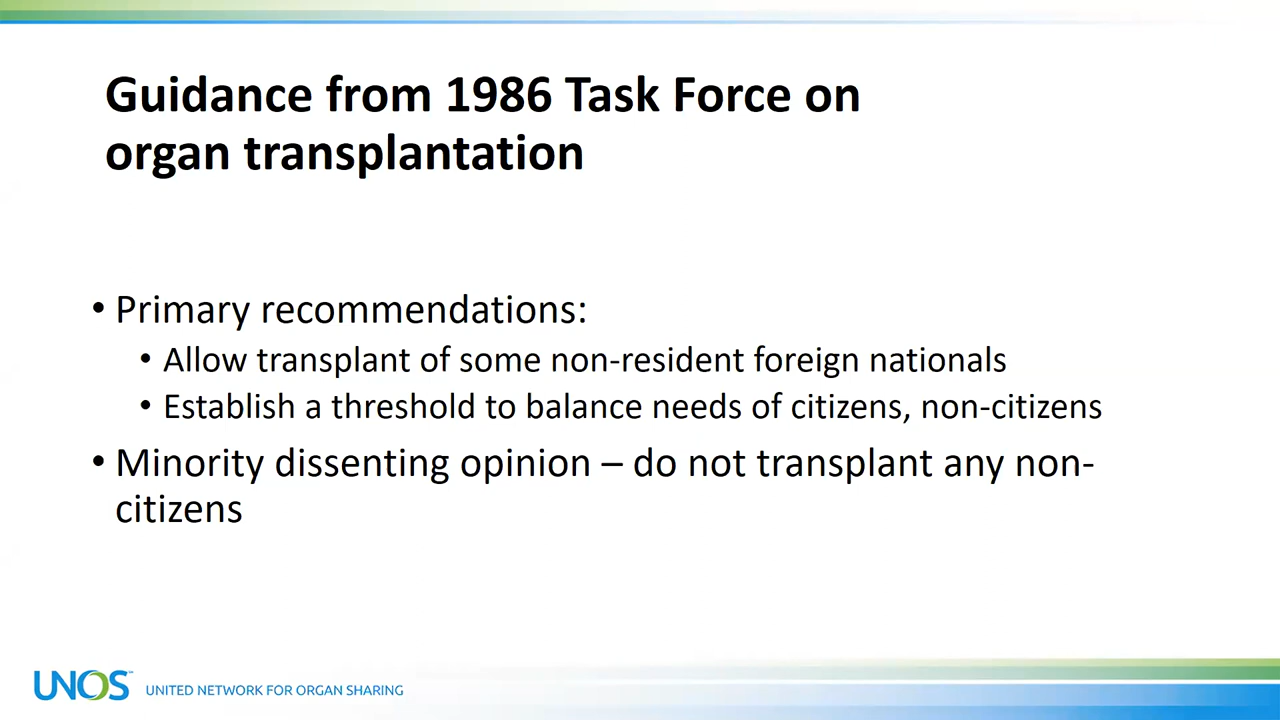 Guidance from 1986 Task Force on
organ transplantation
• Primary recommendations:
• Allow transplant of some non-resident foreign nationals
• Establish a threshold to balance needs of citizens, non-citizens
• Minority dissenting opinion – do not transplant any non-
citizens
UNOS™ UNITED NETWORK FOR ORGAN SHARING